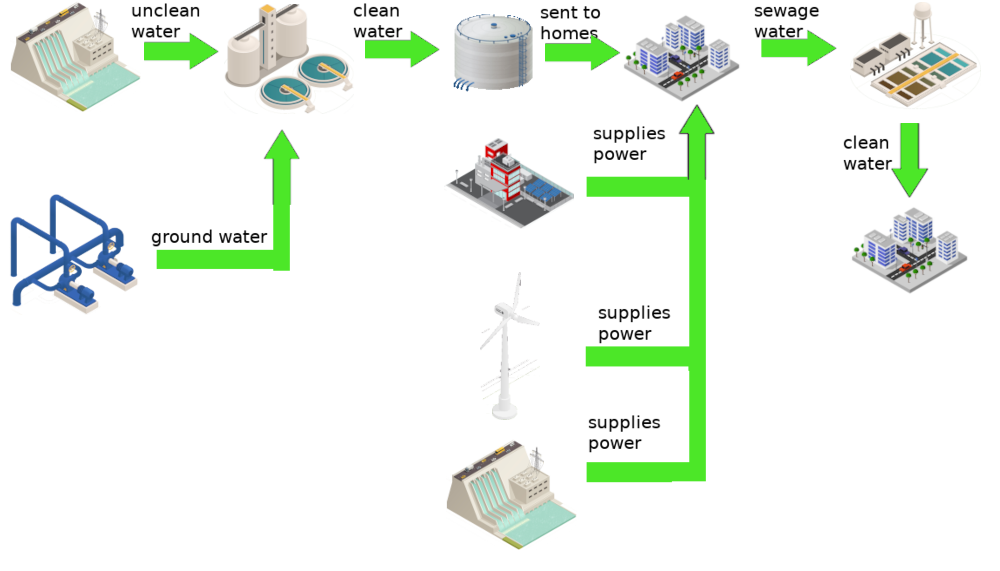 unclean
water
clean
water
sent to
homes
sewage
water
supplies
power
clean
water
ground water
supplies
power
supplies
power